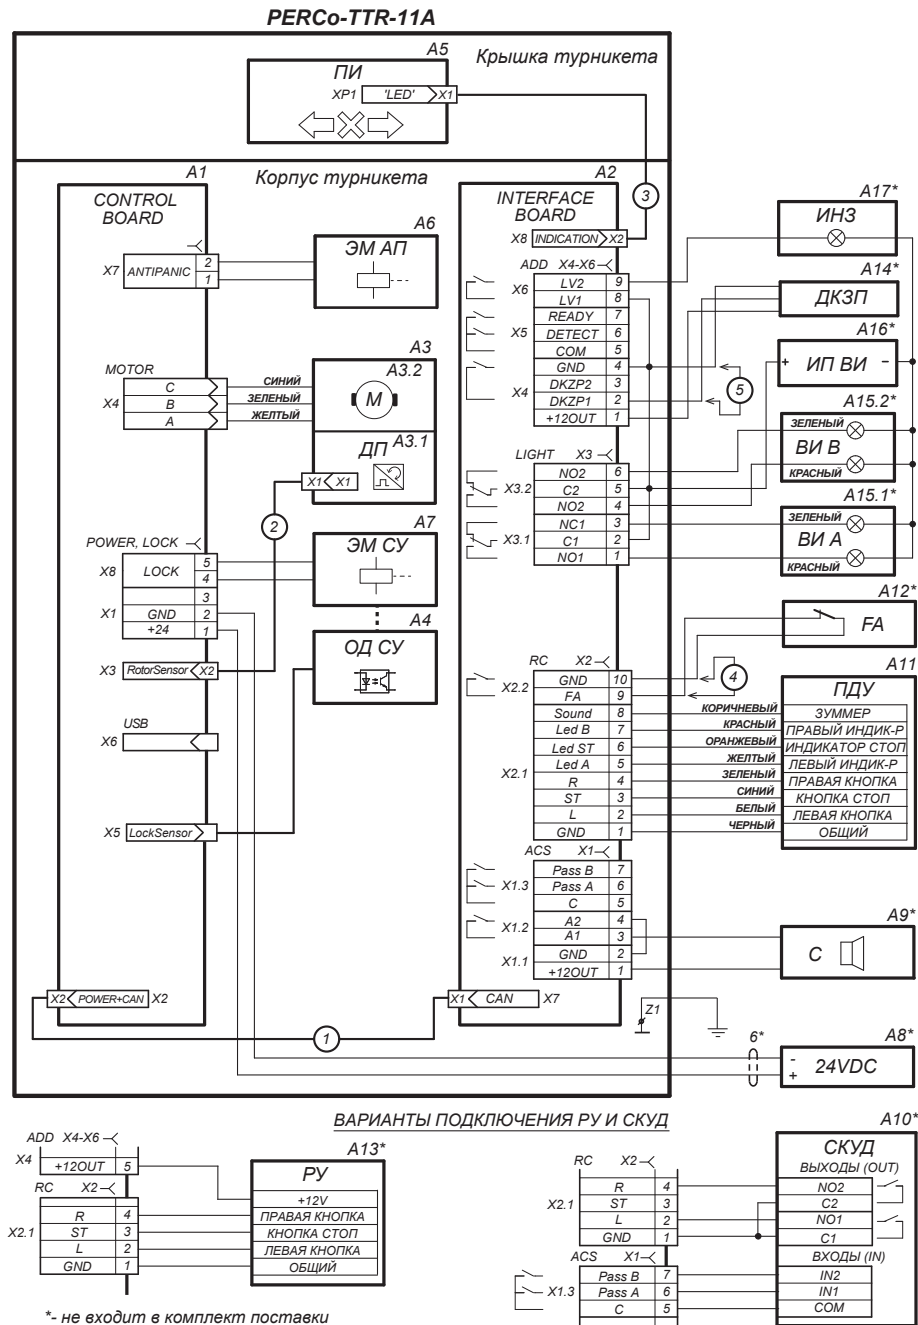 PERCo-TTR-11A
A5
Крышка турникета
ПИ
XP1 'LED' X1
A1
Корпус турникета
A2
3
CONTROL
BOARD
INTERFACE
BOARD
X8 INDICATION X2
A6
ЭМ АП
X7 ANTIPANIC 2
1
ADD X4-X6
X6 LV2 9
LV1 8
X5 READY 7
DETECT 6
COM 5
X4 GND 4
DKZP2 3
DKZP1 2
+12OUT 1
5
A3
A3.2
MOTOR
X4 C СИНИЙ
B ЗЕЛЕНЫЙ
A ЖЕЛТЫЙ
M
ДП A3.1
X1 X1
2
LIGHT X3
X3.2 NO2 6
C2 5
NO2 4
X3.1 NC1 3
C1 2
NO1 1
A7
ЭМ СУ
POWER, LOCK
X8 LOCK 5
4
3
X1 GND 2
+24 1
A4
ОД СУ
X3 RotorSensor X2
USB
X6
X5 LockSensor
RC X2
X2.2 GND 10
FA 9
4
X2.1
Sound 8 КОРИЧНЕВЫЙ
Led B 7 КРАСНЫЙ
Led ST 6 ОРАНЖЕВЫЙ
Led A 5 ЖЕЛТЫЙ
R 4 ЗЕЛЕНЫЙ
ST 3 СИНИЙ
L 2 БЕЛЫЙ
GND 1 ЧЕРНЫЙ
ACS X1
X1.3 Pass B 7
Pass A 6
C 5
X1.2 A2 4
A1 3
X1.1 GND 2
+12OUT 1
X2 POWER+CAN X2
X1 CAN X7
1
Z1
A17*
ИНЗ
A14*
ДКЗП
A16*
+ ИП ВИ -
A15.2*
ЗЕЛЕНЫЙ
ВИ B
КРАСНЫЙ
A15.1*
ЗЕЛЕНЫЙ
ВИ A
КРАСНЫЙ
A12*
FA
A11
ПДУ
ЗУММЕР
ПРАВЫЙ ИНДИК-Р
ИНДИКАТОР СТОП
ЛЕВЫЙ ИНДИК-Р
ПРАВАЯ КНОПКА
КНОПКА СТОП
ЛЕВАЯ КНОПКА
ОБЩИЙ
A9*
C
6*
A8*
-
+
24VDC
ВАРИАНТЫ ПОДКЛЮЧЕНИЯ РУ И СКУД
ADD X4-X6
X4 +12OUT 5
RC X2
X2.1
R 4
ST 3
L 2
GND 1
A13*
РУ
+12V
ПРАВАЯ КНОПКА
КНОПКА СТОП
ЛЕВАЯ КНОПКА
ОБЩИЙ
RC X2
X2.1
R 4
ST 3
L 2
GND 1
ACS X1
X1.3
Pass B 7
Pass A 6
C 5
A10*
СКУД
ВЫХОДЫ (OUT)
NO2
C2
NO1
C1
ВХОДЫ (IN)
IN2
IN1
COM
*- не входит в комплект поставки